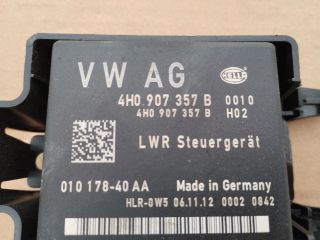 VW AG HELLA
4H0 907 357 B 0010
4H0 907 357 B H02
LWR Steuergerät
010 178-40 AA Made in Germany
HLR-0W5 06.11.12 0002 0842